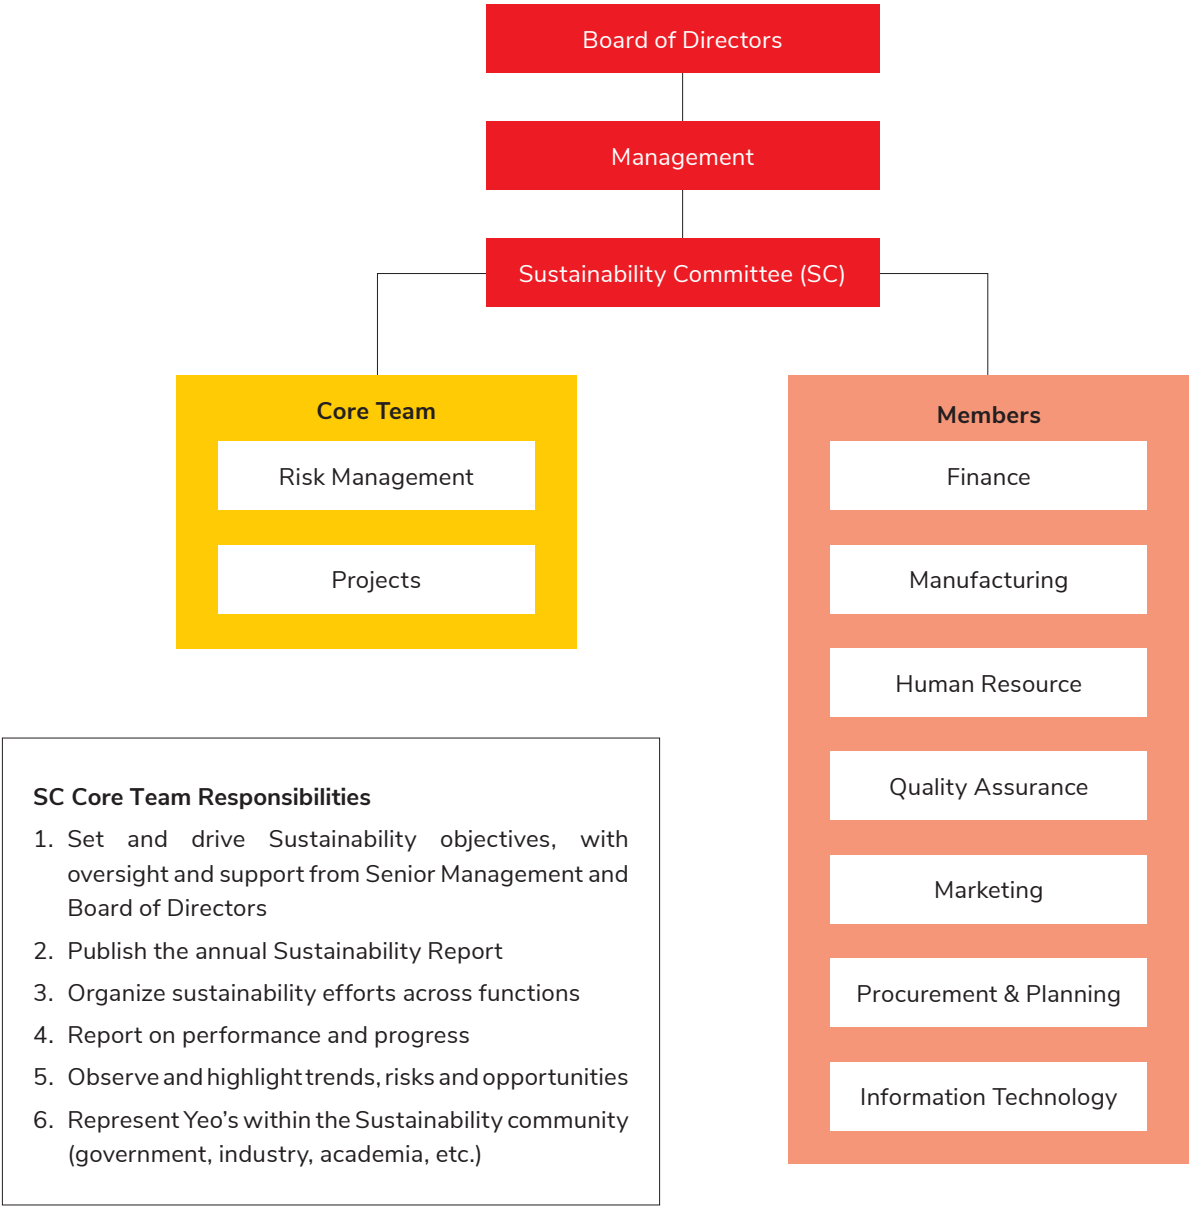 Board of Directors
Management
Sustainability Committee (SC)
Core Team
Risk Management
Projects
Members
Finance
Manufacturing
Human Resource
Quality Assurance
Marketing
Procurement & Planning
Information Technology
SC Core Team Responsibilities
1. Set and drive Sustainability objectives, with
oversight and support from Senior Management and
Board of Directors
2. Publish the annual Sustainability Report
3. Organize sustainability efforts across functions
4. Report on performance and progress
5. Observe and highlight trends, risks and opportunities
6. Represent Yeo’s within the Sustainability community
(government, industry, academia, etc.)